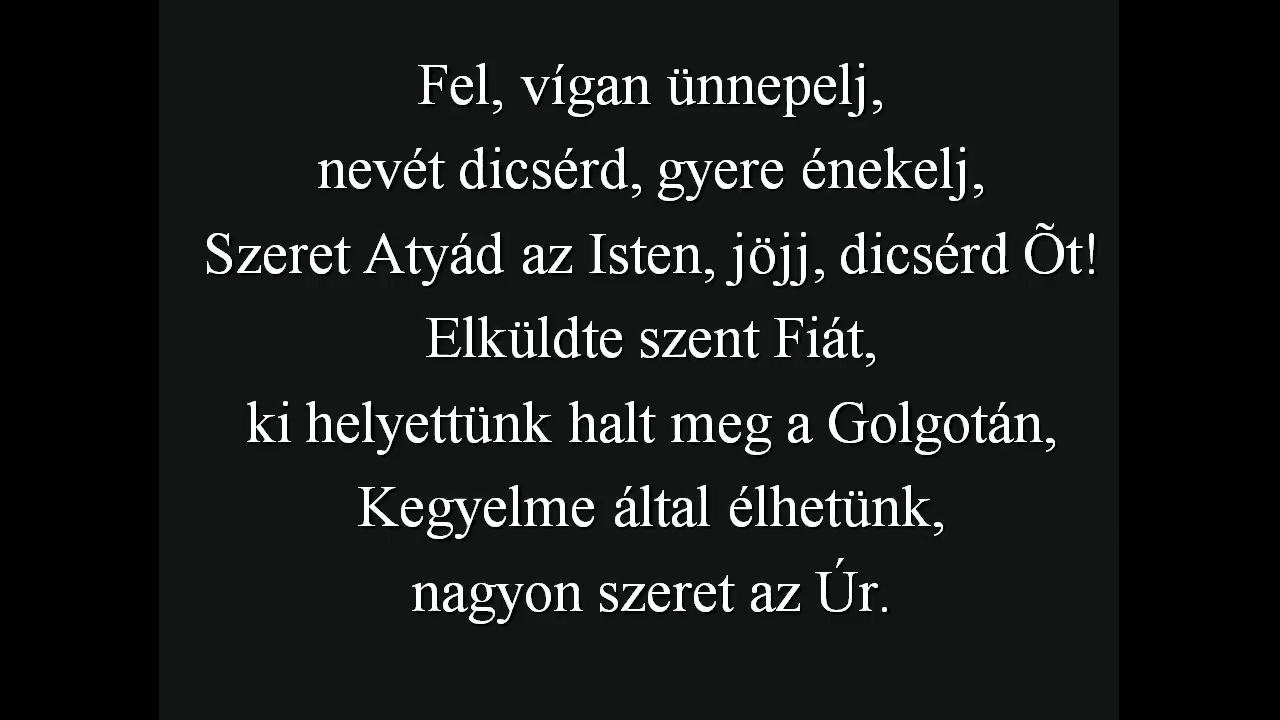 Fel, vígan ünnepelj,
nevét dicsérd, gyere énekelj,
Szeret Atyád az Isten, jöjj, dicsérd Õt!
Elküldte szent Fiát,
ki helyettünk halt meg a Golgotán,
Kegyelme által élhetünk,
nagyon szeret az Úr.